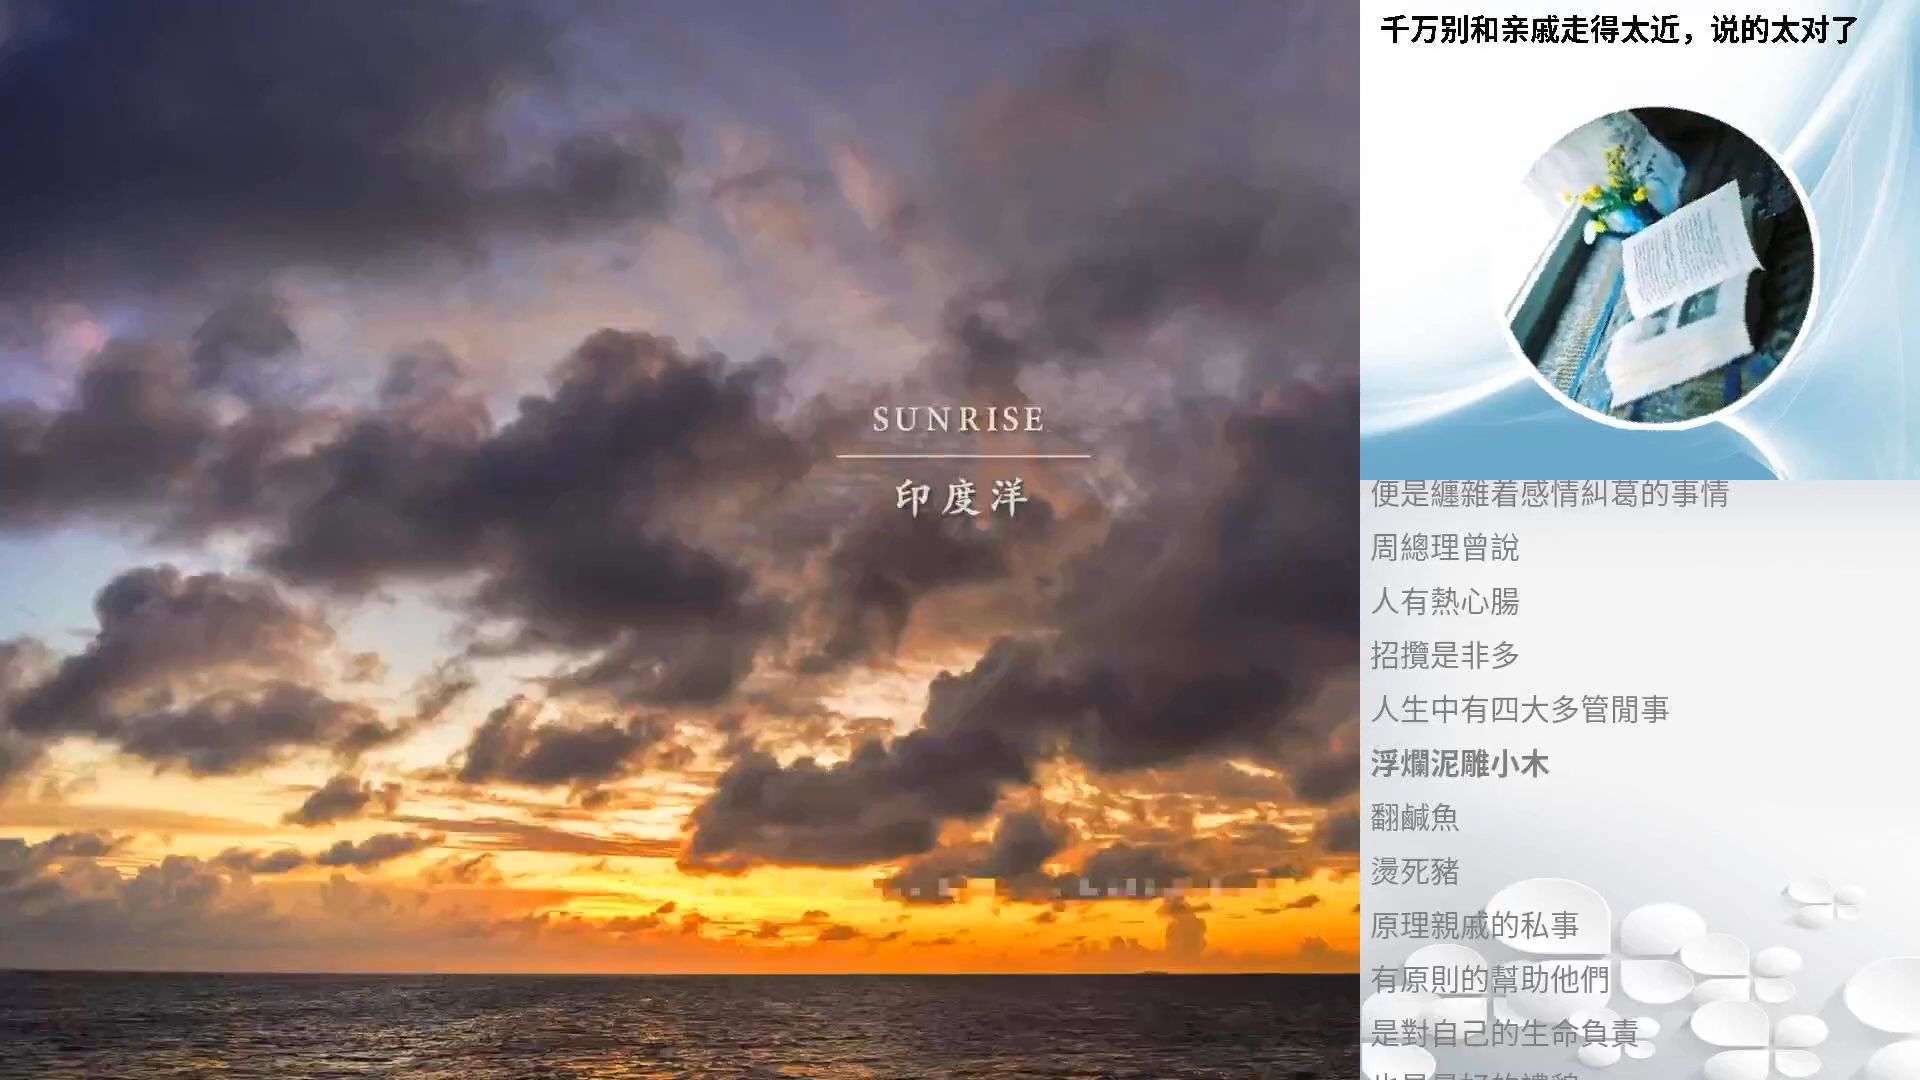 千万别和亲戚走得太近，说的太对了
SUNRISE
印度洋
便是纏雜着感情糾葛的事情
周總理曾說
人有熱心腸
招攬是非多
人生中有四大多管閒事
浮爛泥雕小木
翻鹹魚
燙死豬
原理親戚的私事
有原則的幫助他們
是對自己的生命負責